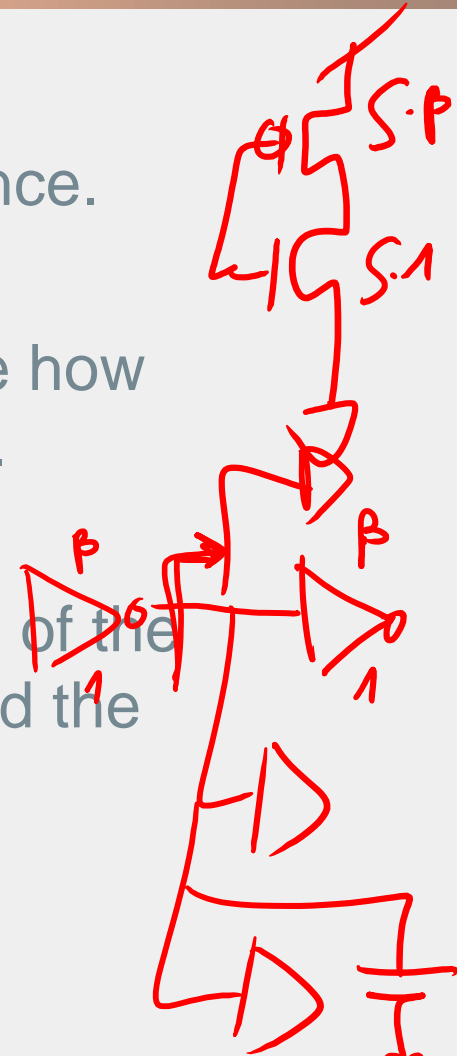 S·β
nce.
S·1
e how
.
β
β
of the
1
1
d the